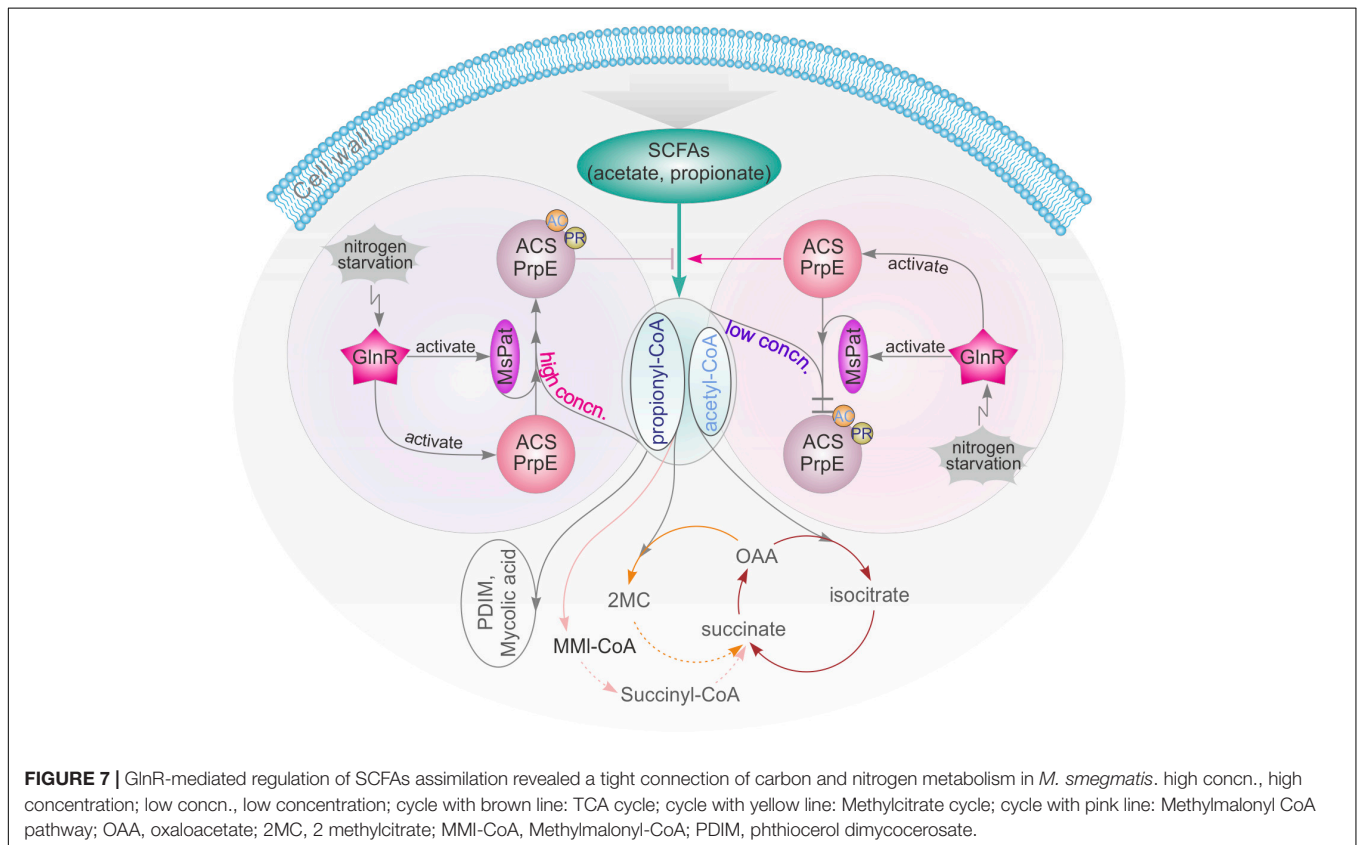 Cell wall
SCFAs
(acetate, propionate)
nitrogen
starvation
GlnR
activate
activate
MsPat
ACS
PrpE
AC
PR
ACS
PrpE
high concn.
propionyl-CoA
acetyl-CoA
low concn.
ACS
PrpE
activate
MsPat
activate
GlnR
AC
PR
ACS
PrpE
nitrogen
starvation
PDIM,
Mycolic acid
MMI-CoA
Succinyl-CoA
2MC
OAA
succinate
isocitrate
FIGURE 7 | GlnR-mediated regulation of SCFAs assimilation revealed a tight connection of carbon and nitrogen metabolism in M. smegmatis. high concn., high
concentration; low concn., low concentration; cycle with brown line: TCA cycle; cycle with yellow line: Methylcitrate cycle; cycle with pink line: Methylmalonyl CoA
pathway; OAA, oxaloacetate; 2MC, 2 methylcitrate; MMI-CoA, Methylmalonyl-CoA; PDIM, phthiocerol dimycocerosate.